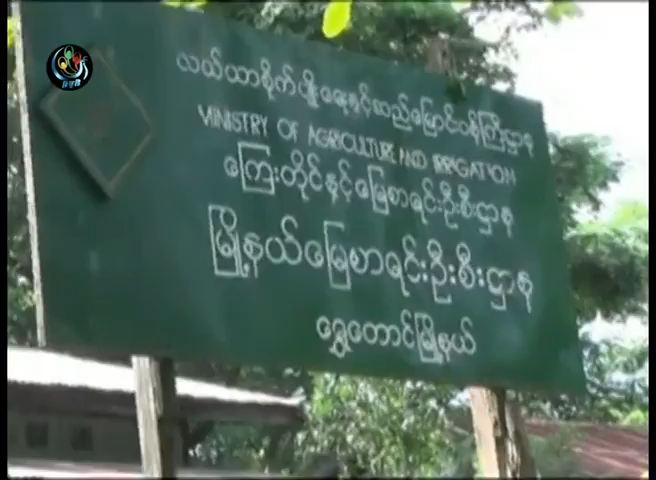 လယ်ယာစိုက်ပျိုးရေးနှင့်ဆည်မြောင်းဝန်ကြီးဌာန
MINISTRY OF AGRICULTURE AND IRRIGATION
ကြေးတိုင်နှင့်မြေစာရင်းဦးစီးဌာန
မြို့နယ်မြေစာရင်းဦးစီးဌာန
ရွှေတောင်မြို့နယ်